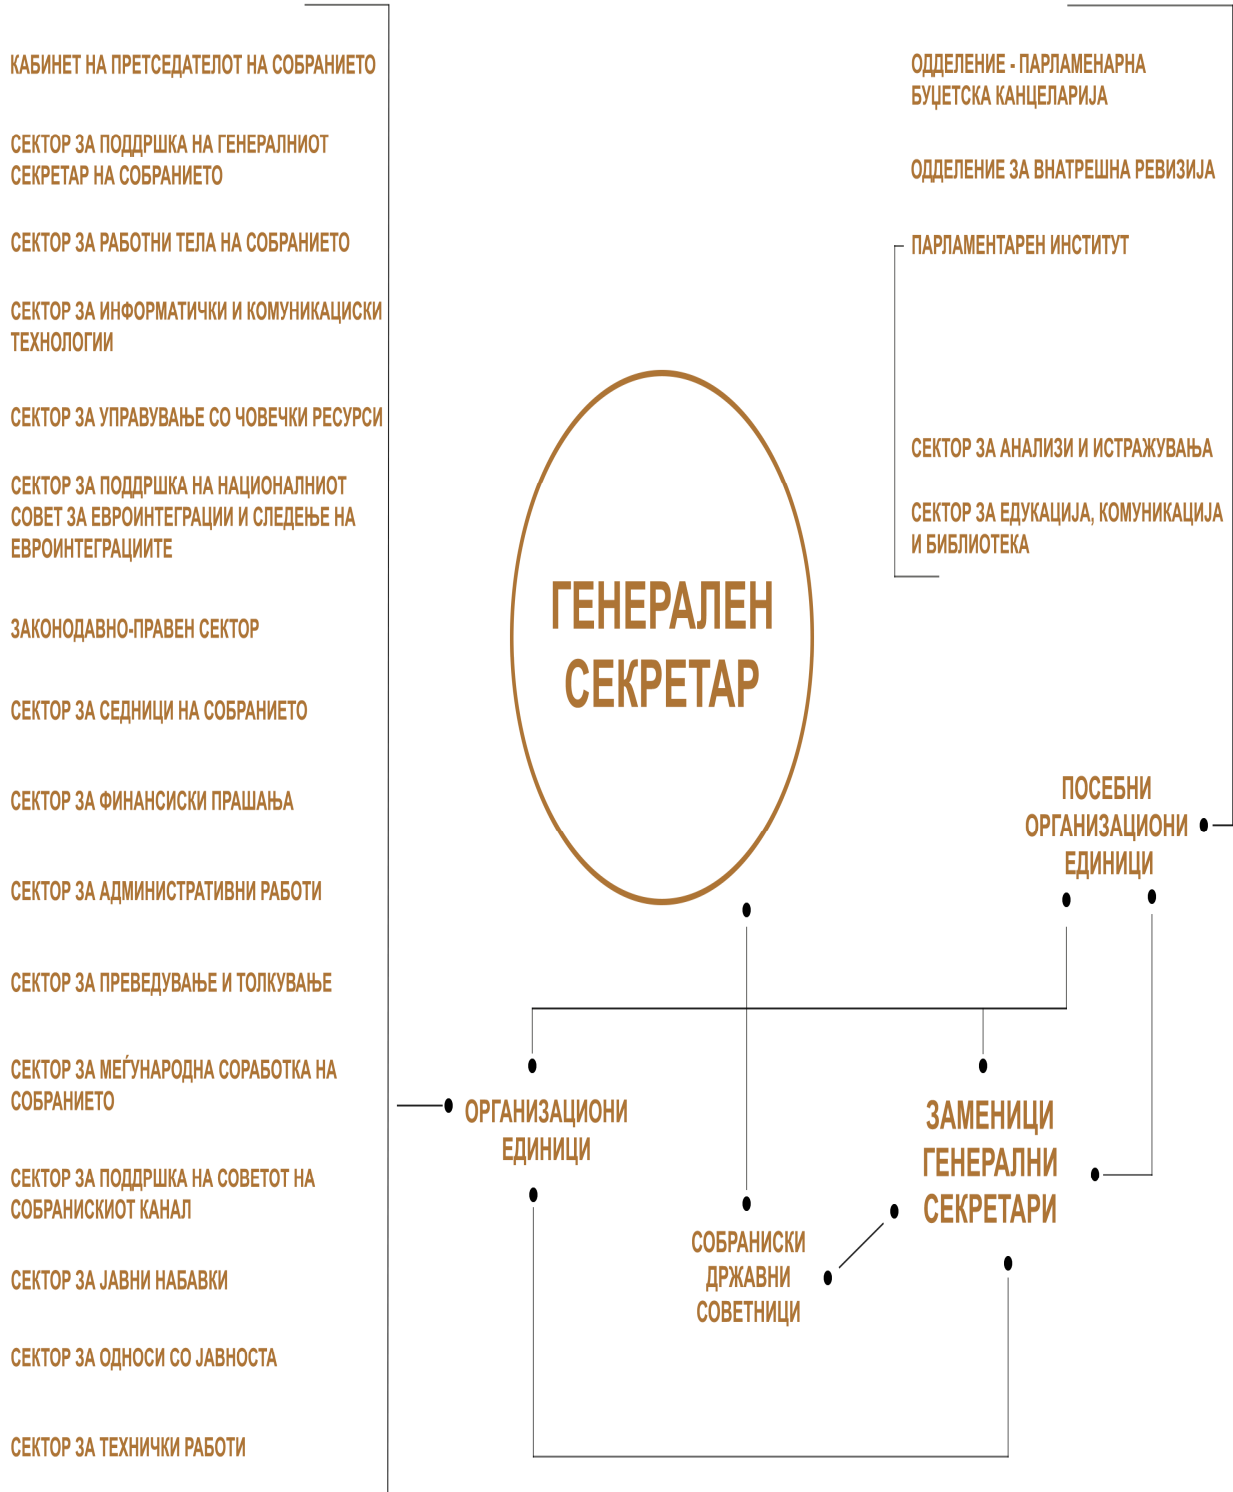 КАБИНЕТ НА ПРЕТСЕДАТЕЛОТ НА СОБРАНИЕТО
СЕКТОР ЗА ПОДДРШКА НА ГЕНЕРАЛНИОТ
СЕКРЕТАР НА СОБРАНИЕТО
СЕКТОР ЗА РАБОТНИ ТЕЛА НА СОБРАНИЕТО
СЕКТОР ЗА ИНФОРМАТИЧКИ И КОМУНИКАЦИСКИ
ТЕХНОЛОГИИ
СЕКТОР ЗА УПРАВУВАЊЕ СО ЧОВЕЧКИ РЕСУРСИ
СЕКТОР ЗА ПОДДРШКА НА НАЦИОНАЛНИОТ
СОВЕТ ЗА ЕВРОИНТЕГРАЦИИ И СЛЕДЕЊЕ НА
ЕВРОИНТЕГРАЦИИТЕ
ЗАКОНОДАВНО-ПРАВЕН СЕКТОР
СЕКТОР ЗА СЕДНИЦИ НА СОБРАНИЕТО
СЕКТОР ЗА ФИНАНСИСКИ ПРАШАЊА
СЕКТОР ЗА АДМИНИСТРАТИВНИ РАБОТИ
СЕКТОР ЗА ПРЕВЕДУВАЊЕ И ТОЛКУВАЊЕ
СЕКТОР ЗА МЕЃУНАРОДНА СОРАБОТКА НА
СОБРАНИЕТО
СЕКТОР ЗА ПОДДРШКА НА СОВЕТОТ НА
СОБРАНИСКИОТ КАНАЛ
СЕКТОР ЗА ЈАВНИ НАБАВКИ
СЕКТОР ЗА ОДНОСИ СО ЈАВНОСТА
СЕКТОР ЗА ТЕХНИЧКИ РАБОТИ
ГЕНЕРАЛЕН
СЕКРЕТАР
ОДДЕЛЕНИЕ - ПАРЛАМЕНАРНА
БУЏЕТСКА КАНЦЕЛАРИЈА
ОДДЕЛЕНИЕ ЗА ВНАТРЕШНА РЕВИЗИЈА
ПАРЛАМЕНТАРЕН ИНСТИТУТ
СЕКТОР ЗА АНАЛИЗИ И ИСТРАЖУВАЊА
СЕКТОР ЗА ЕДУКАЦИЈА, КОМУНИКАЦИЈА
И БИБЛИОТЕКА
ПОСЕБНИ
ОРГАНИЗАЦИОНИ
ЕДИНИЦИ
ОРГАНИЗАЦИОНИ
ЕДИНИЦИ
ЗАМЕНИЦИ
ГЕНЕРАЛНИ
СЕКРЕТАРИ
СОБРАНИСКИ
ДРЖАВНИ
СОВЕТНИЦИ